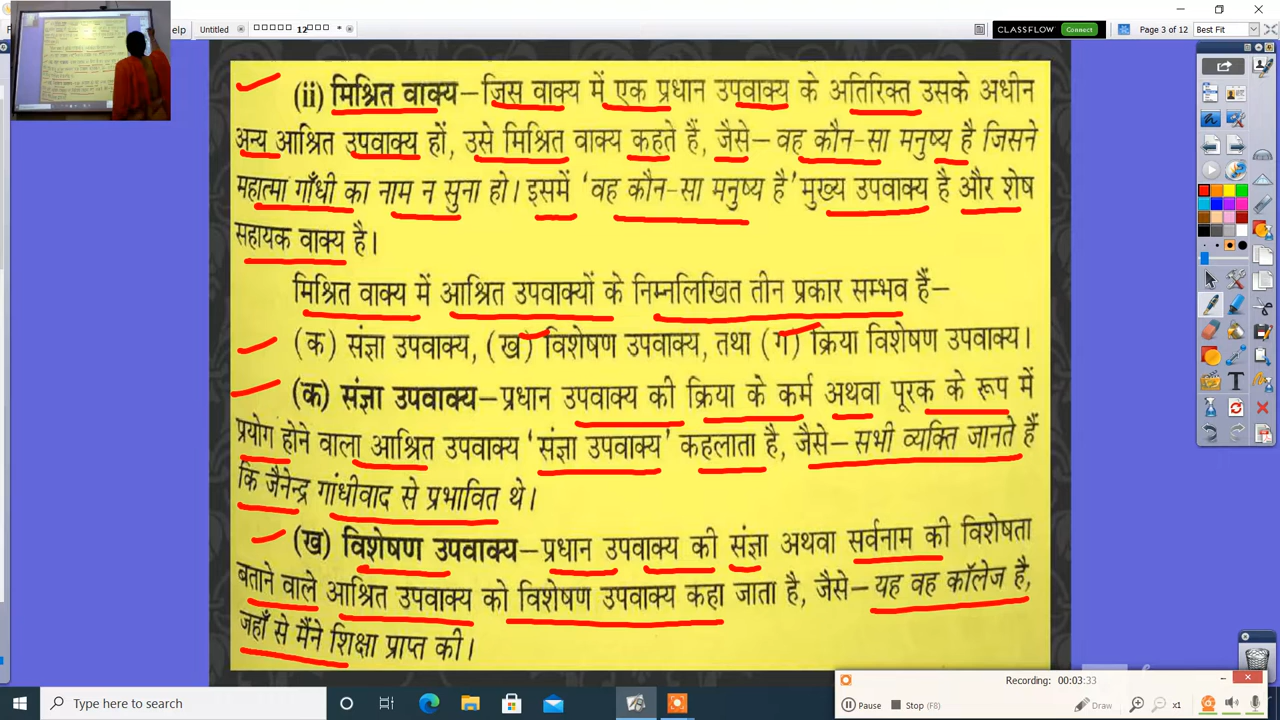 elp
Untitled
12
*
CLASSFLOW
Connect
Page 3 of 12
Best Fit
(ii) मिश्रित वाक्य–जिस वाक्य में एक प्रधान उपवाक्य के अतिरिक्त उसके अधीन
अन्य आश्रित उपवाक्य हों, उसे मिश्रित वाक्य कहते हैं, जैसे–वह कौन-सा मनुष्य है जिसने
महात्मा गाँधी का नाम न सुना हो। इसमें 'वह कौन-सा मनुष्य है' मुख्य उपवाक्य है और शेष
सहायक वाक्य है।
मिश्रित वाक्य में आश्रित उपवाक्यों के निम्नलिखित तीन प्रकार सम्भव हैं–
(क) संज्ञा उपवाक्य, (ख) विशेषण उपवाक्य, तथा (ग) क्रिया विशेषण उपवाक्य।
(क) संज्ञा उपवाक्य–प्रधान उपवाक्य की क्रिया के कर्म अथवा पूरक के रूप में
प्रयोग होने वाला आश्रित उपवाक्य 'संज्ञा उपवाक्य' कहलाता है, जैसे–सभी व्यक्ति जानते हैं
कि जैनेन्द्र गांधीवाद से प्रभावित थे।
(ख) विशेषण उपवाक्य–प्रधान उपवाक्य की संज्ञा अथवा सर्वनाम की विशेषता
बताने वाले आश्रित उपवाक्य को विशेषण उपवाक्य कहा जाता है, जैसे–यह वह कॉलेज है,
जहाँ से मैंने शिक्षा प्राप्त की।
Recording: 00:03:33
Pause
Stop (F8)
Draw
x1
Type here to search